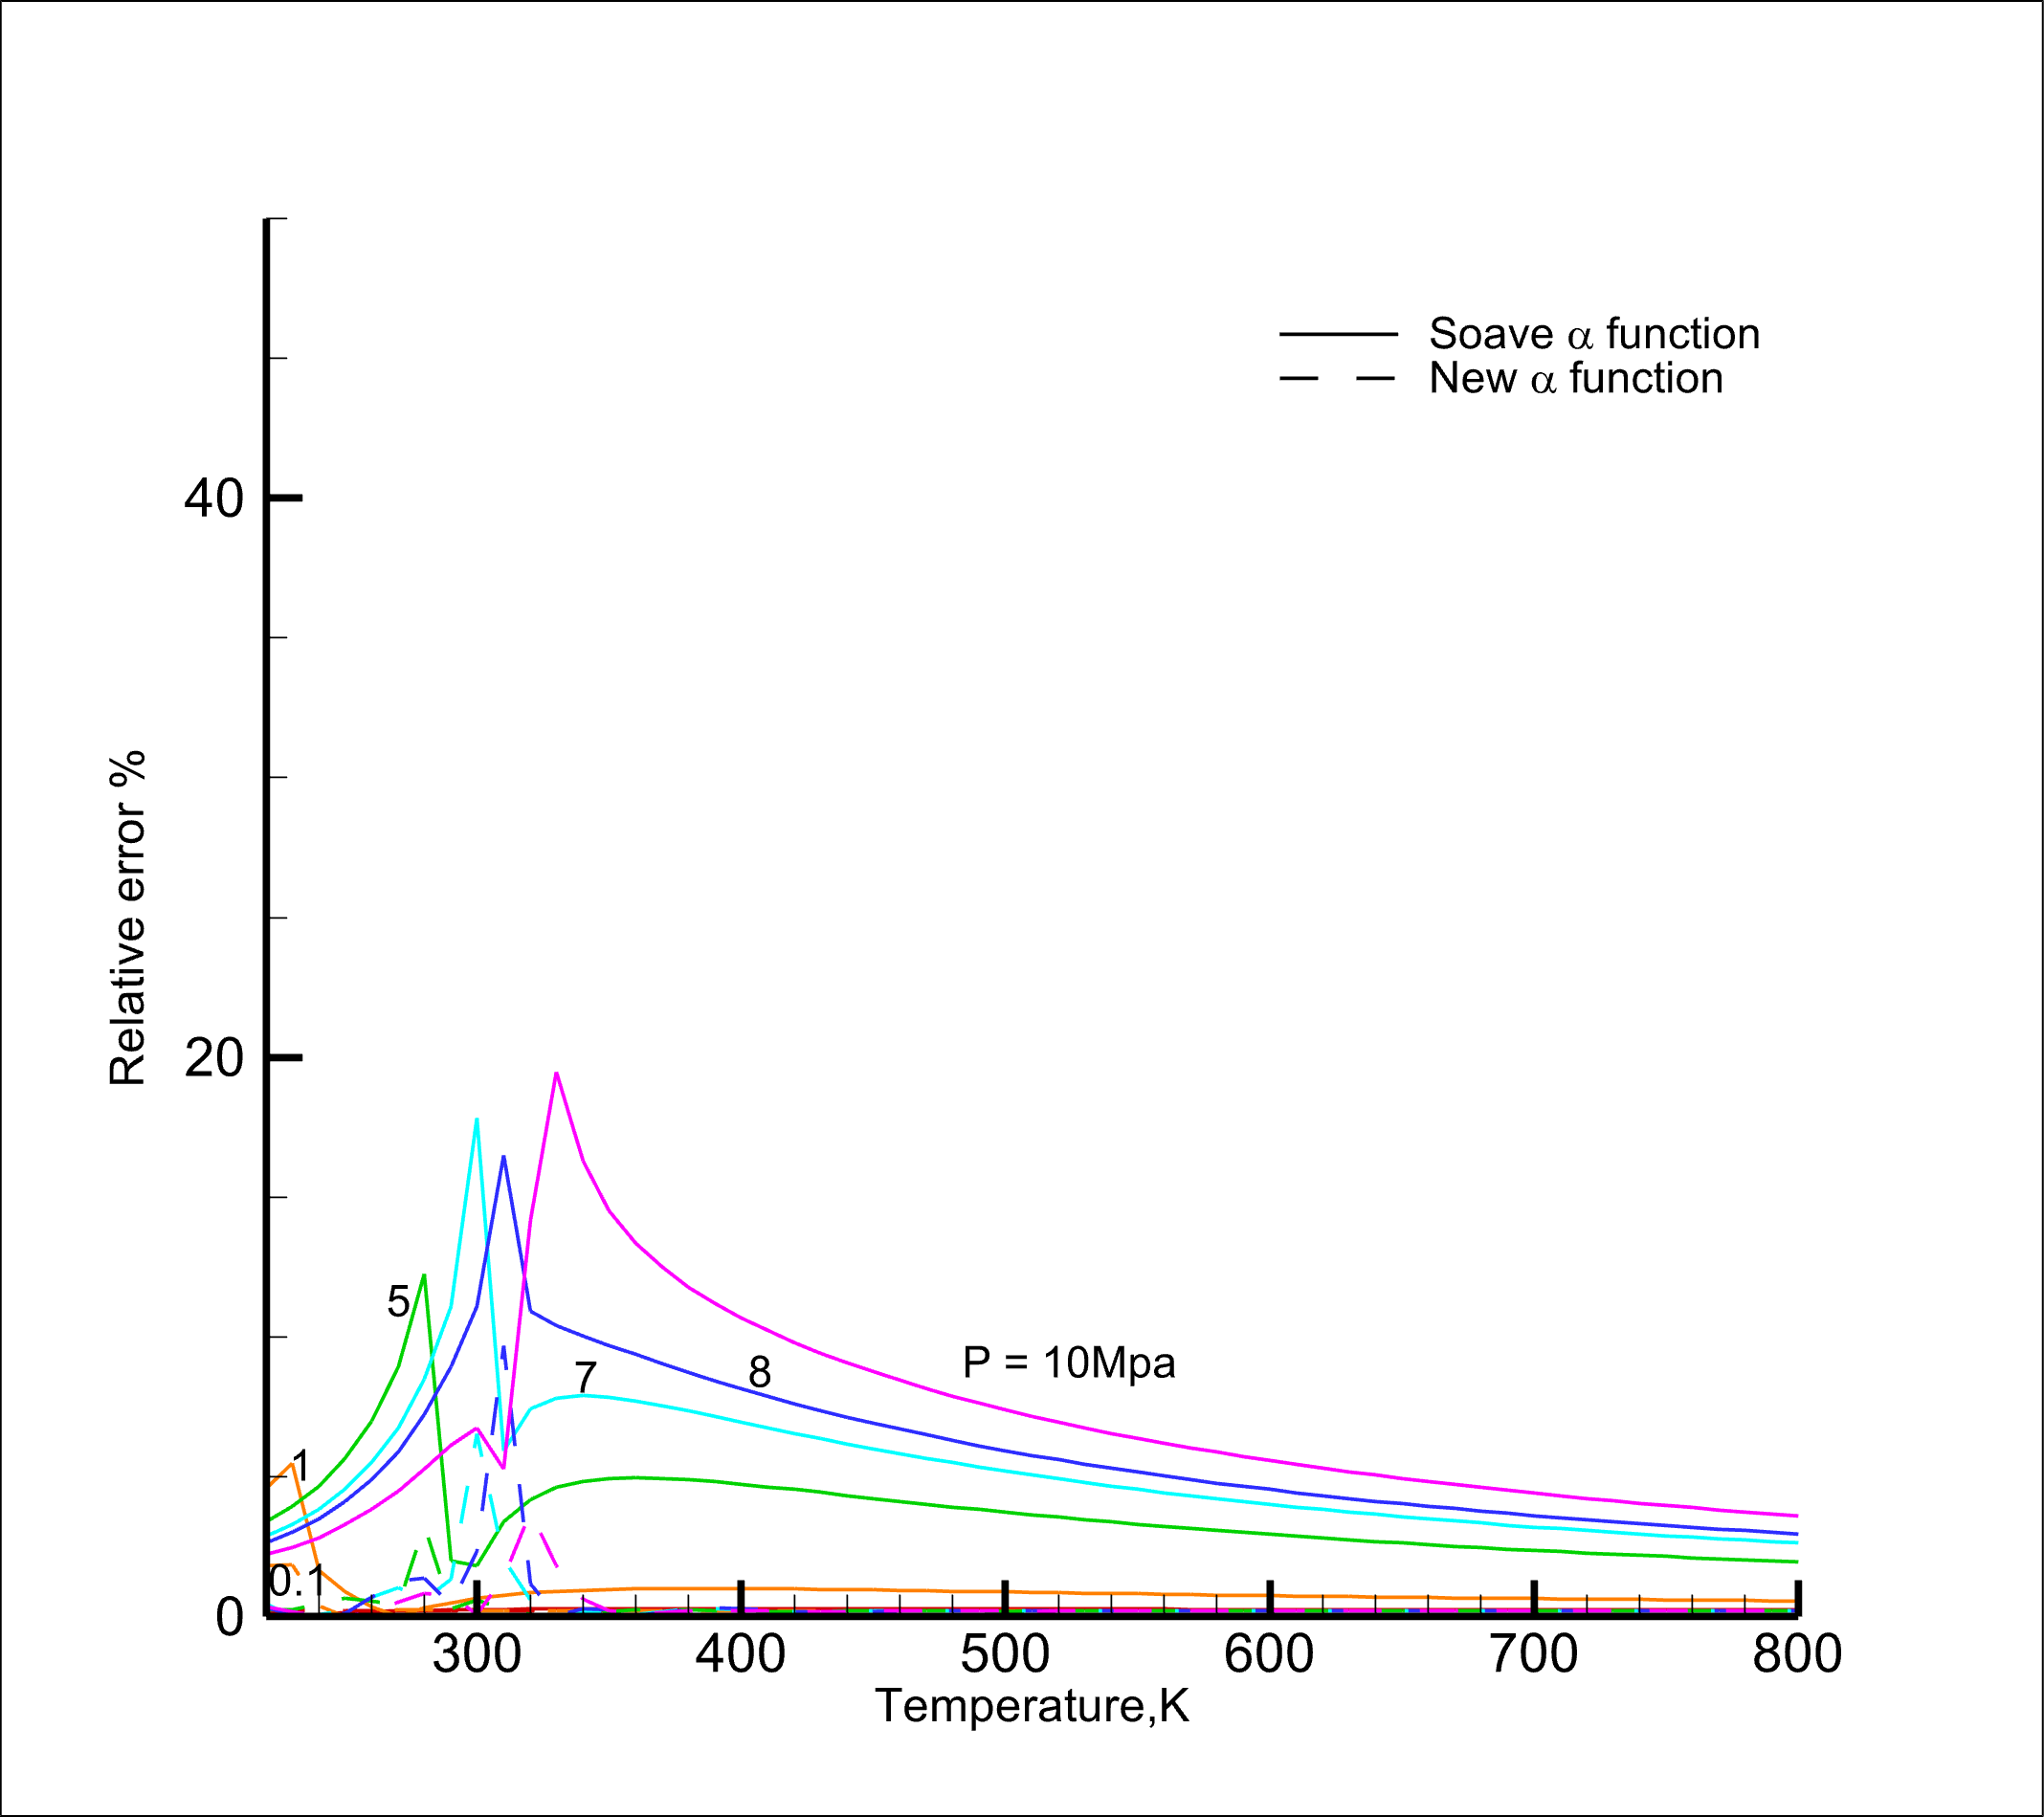 Soave α function
New α function
40
Relative error %
20
5
7
8
P = 10Mpa
1
0.1
0
300
400
500
600
700
800
Temperature,K